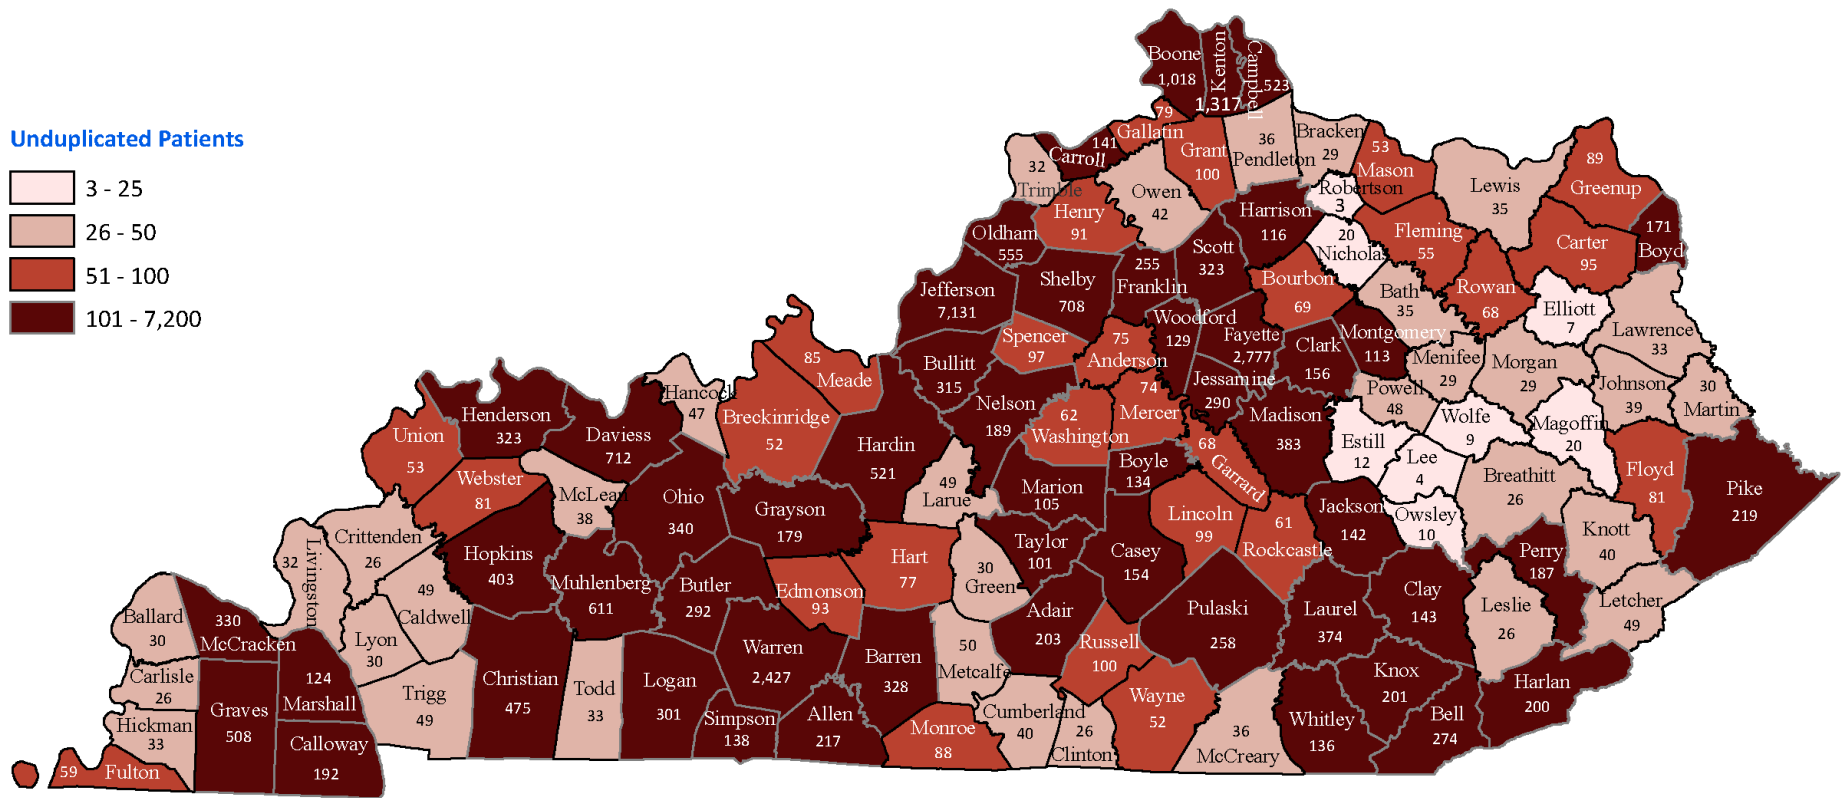 Unduplicated Patients
3 - 25
26 - 50
51 - 100
101 - 7,200
Boone
1,018
Kenton
1,317
Campbell
523
79
Gallatin
141
Carroll
Grant
100
36
Pendleton
Bracken
29
53
Mason
Robertson
3
Lewis
35
89
Greenup
32
Trimble
Henry
91
Owen
42
Harrison
116
20
Nicholas
Fleming
55
Carter
95
171
Boyd
Oldham
555
Scott
323
255
Franklin
Shelby
708
Jefferson
7,131
Bourbon
69
Bath
35
Rowan
68
Elliott
7
Lawrence
33
Spencer
97
75
Anderson
Woodford
129
Fayette
2,777
Clark
156
Montgomery
113
Menifee
29
Morgan
29
Johnson
39
30
Martin
Bullitt
315
85
Meade
Jessamine
290
Powell
48
Hancock
47
Breckinridge
52
Nelson
189
62
Washington
74
Mercer
Madison
383
Wolfe
9
Magoffin
20
Henderson
323
Daviess
712
Union
53
Hardin
521
68
Garrard
Estill
12
Lee
4
Breathitt
26
Floyd
81
Pike
219
Webster
81
McLean
38
Ohio
340
Grayson
179
49
Larue
Marion
105
Boyle
134
Lincoln
99
61
Rockcastle
Jackson
142
Owsley
10
Knott
40
Perry
187
Crittenden
26
32
Livingston
Hopkins
403
Muhlenberg
611
Butler
292
Edmonson
93
Hart
77
30
Green
Taylor
101
Casey
154
49
Caldwell
Adair
203
Pulaski
258
Laurel
374
Clay
143
Leslie
26
Letcher
49
Ballard
30
330
McCracken
Lyon
30
Warren
2,427
Barren
328
50
Metcalfe
Russell
100
Knox
201
Harlan
200
Carlisle
26
124
Marshall
Trigg
49
Christian
475
Todd
33
Logan
301
Simpson
138
Allen
217
Monroe
88
Cumberland
40
26
Clinton
Wayne
52
36
McCreary
Whitley
136
Bell
274
Hickman
33
Graves
508
Calloway
192
59
Fulton